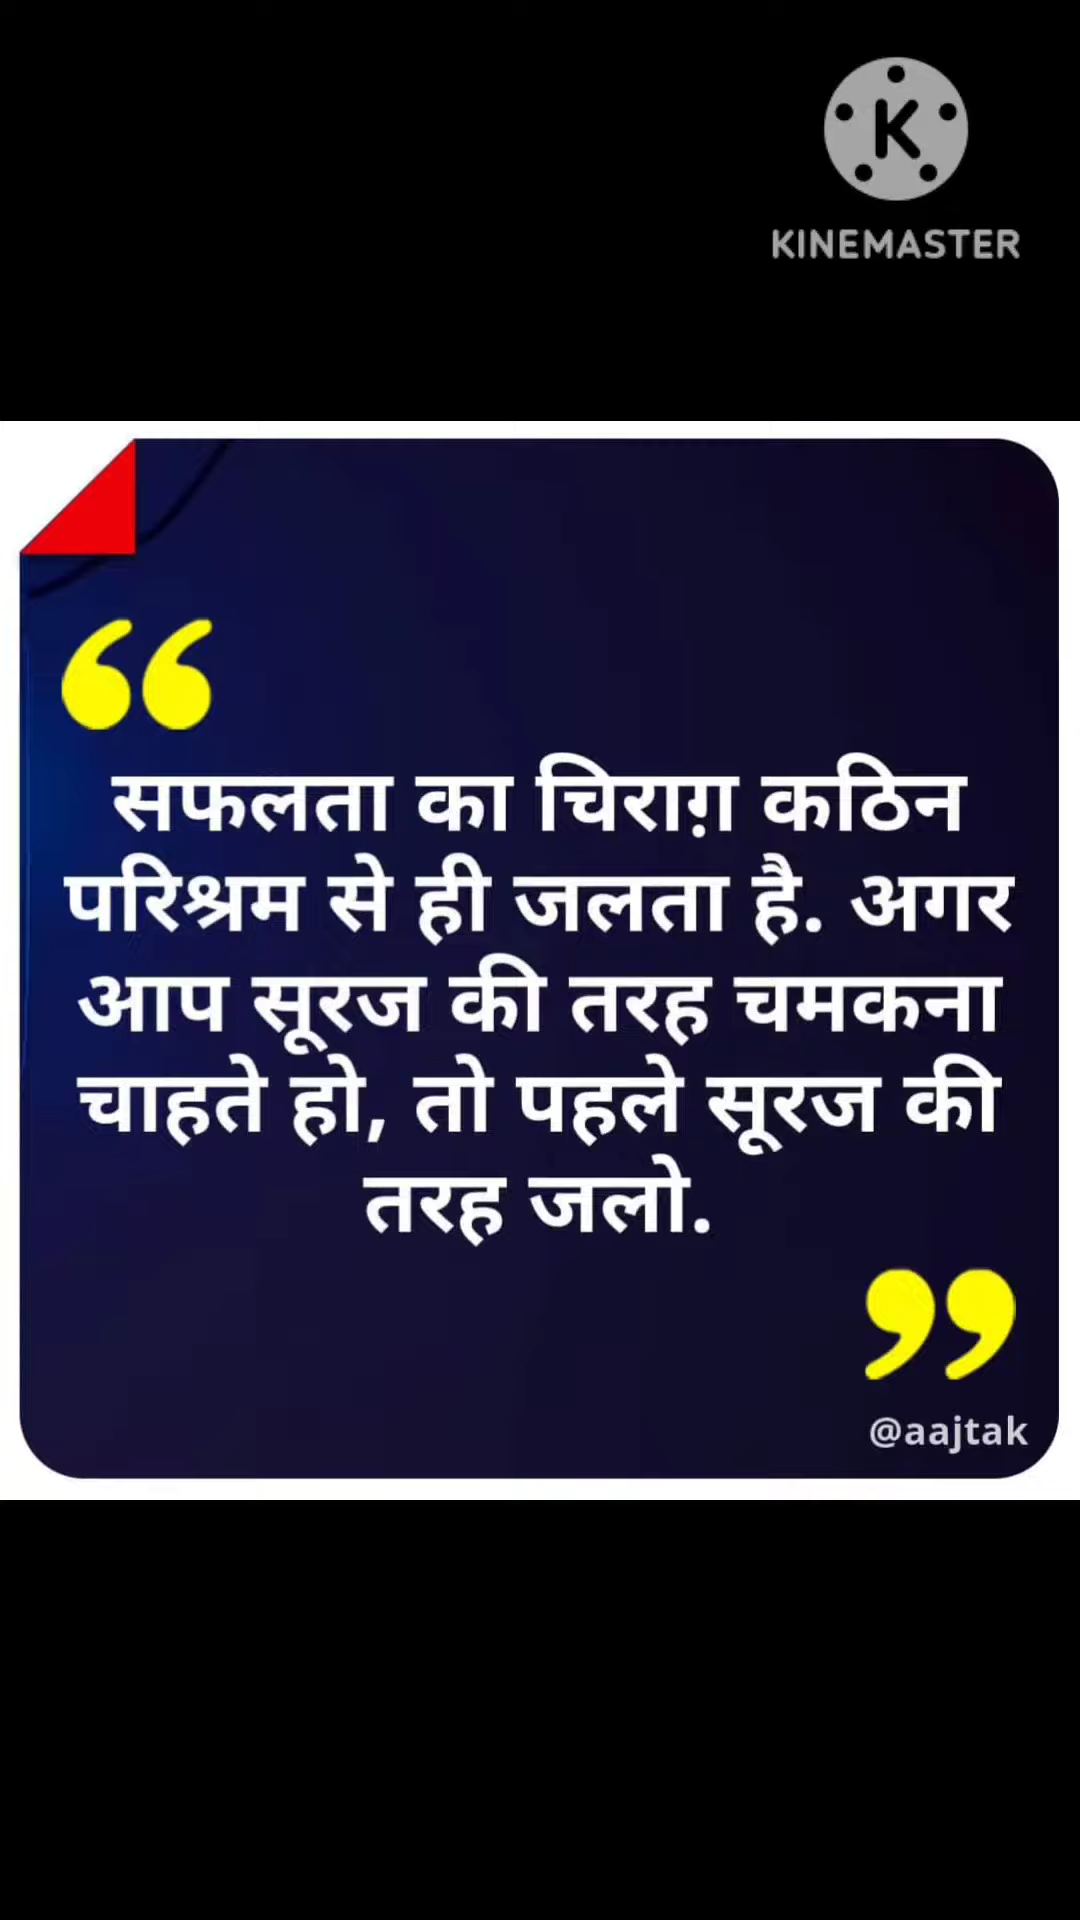 K
KINEMASTER
“
सफलता का चिराग़ कठिन
परिश्रम से ही जलता है. अगर
आप सूरज की तरह चमकना
चाहते हो, तो पहले सूरज की
तरह जलो.
”
@aajtak